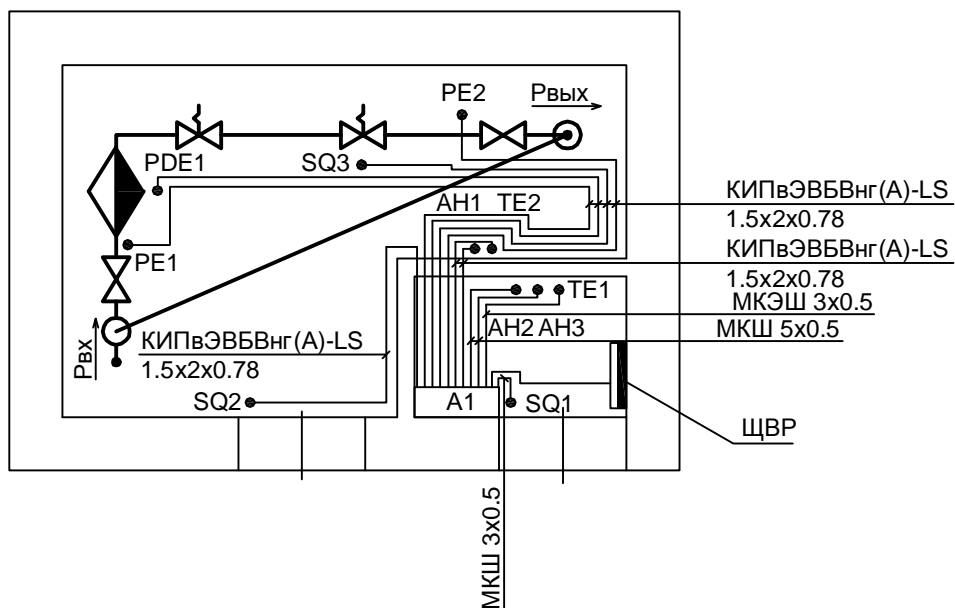 PE2
Рвых
PDE1
SQ3
КИПвЭВБВнг(А)-LS
1.5х2х0.78
АН1
ТЕ2
КИПвЭВБВнг(А)-LS
1.5х2х0.78
PE1
ТЕ1
МКЭШ 3х0.5
АН2 АН3
МКШ 5х0.5
Рвх
КИПвЭВБВнг(А)-LS
1.5х2х0.78
SQ2
А1
SQ1
ЩВР
МКШ 3х0.5